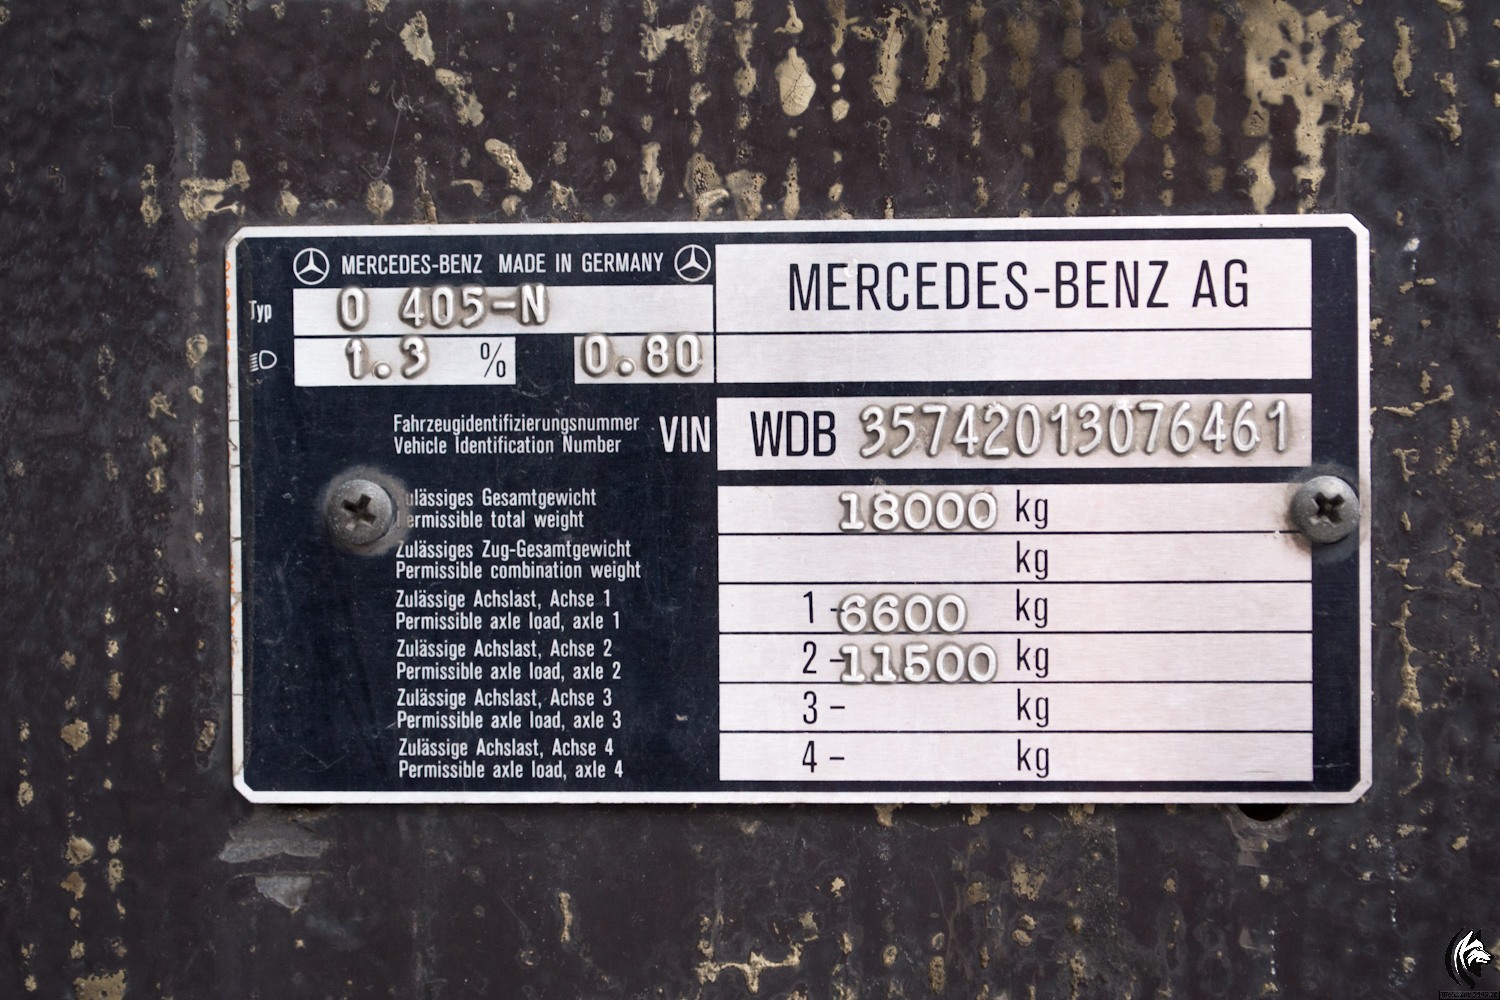 MERCEDES-BENZ MADE IN GERMANY
MERCEDES-BENZ AG
Typ O 405-N
1.3 % 0.80
Fahrzeugidentifizierungsnummer
Vehicle Identification Number
VIN WDB 35742013076461
Zulässiges Gesamtgewicht
Permissible total weight
18000 kg
Zulässiges Zug-Gesamtgewicht
Permissible combination weight
kg
Zulässige Achslast, Achse 1
Permissible axle load, axle 1
1 - 6600 kg
Zulässige Achslast, Achse 2
Permissible axle load, axle 2
2 - 11500 kg
Zulässige Achslast, Achse 3
Permissible axle load, axle 3
3 - kg
Zulässige Achslast, Achse 4
Permissible axle load, axle 4
4 - kg